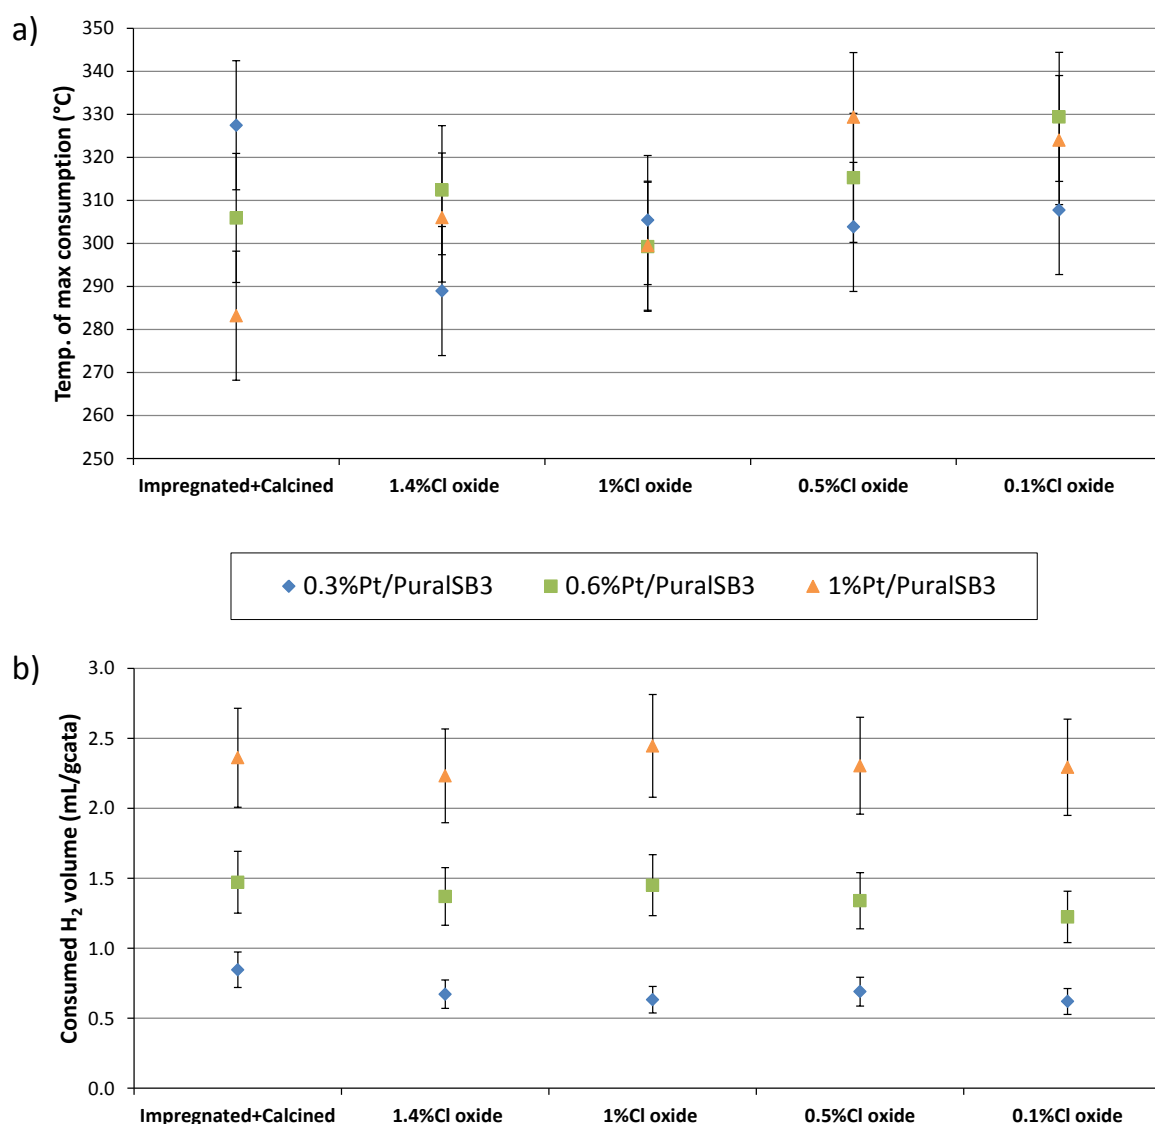 a)
Temp. of max consumption (°C)
350
340
330
320
310
300
290
280
270
260
250
Impregnated+Calcined 1.4%Cl oxide 1%Cl oxide 0.5%Cl oxide 0.1%Cl oxide
0.3%Pt/PuralSB3 0.6%Pt/PuralSB3 1%Pt/PuralSB3
b)
Consumed H₂ volume (mL/gcata)
3.0
2.5
2.0
1.5
1.0
0.5
0.0
Impregnated+Calcined 1.4%Cl oxide 1%Cl oxide 0.5%Cl oxide 0.1%Cl oxide